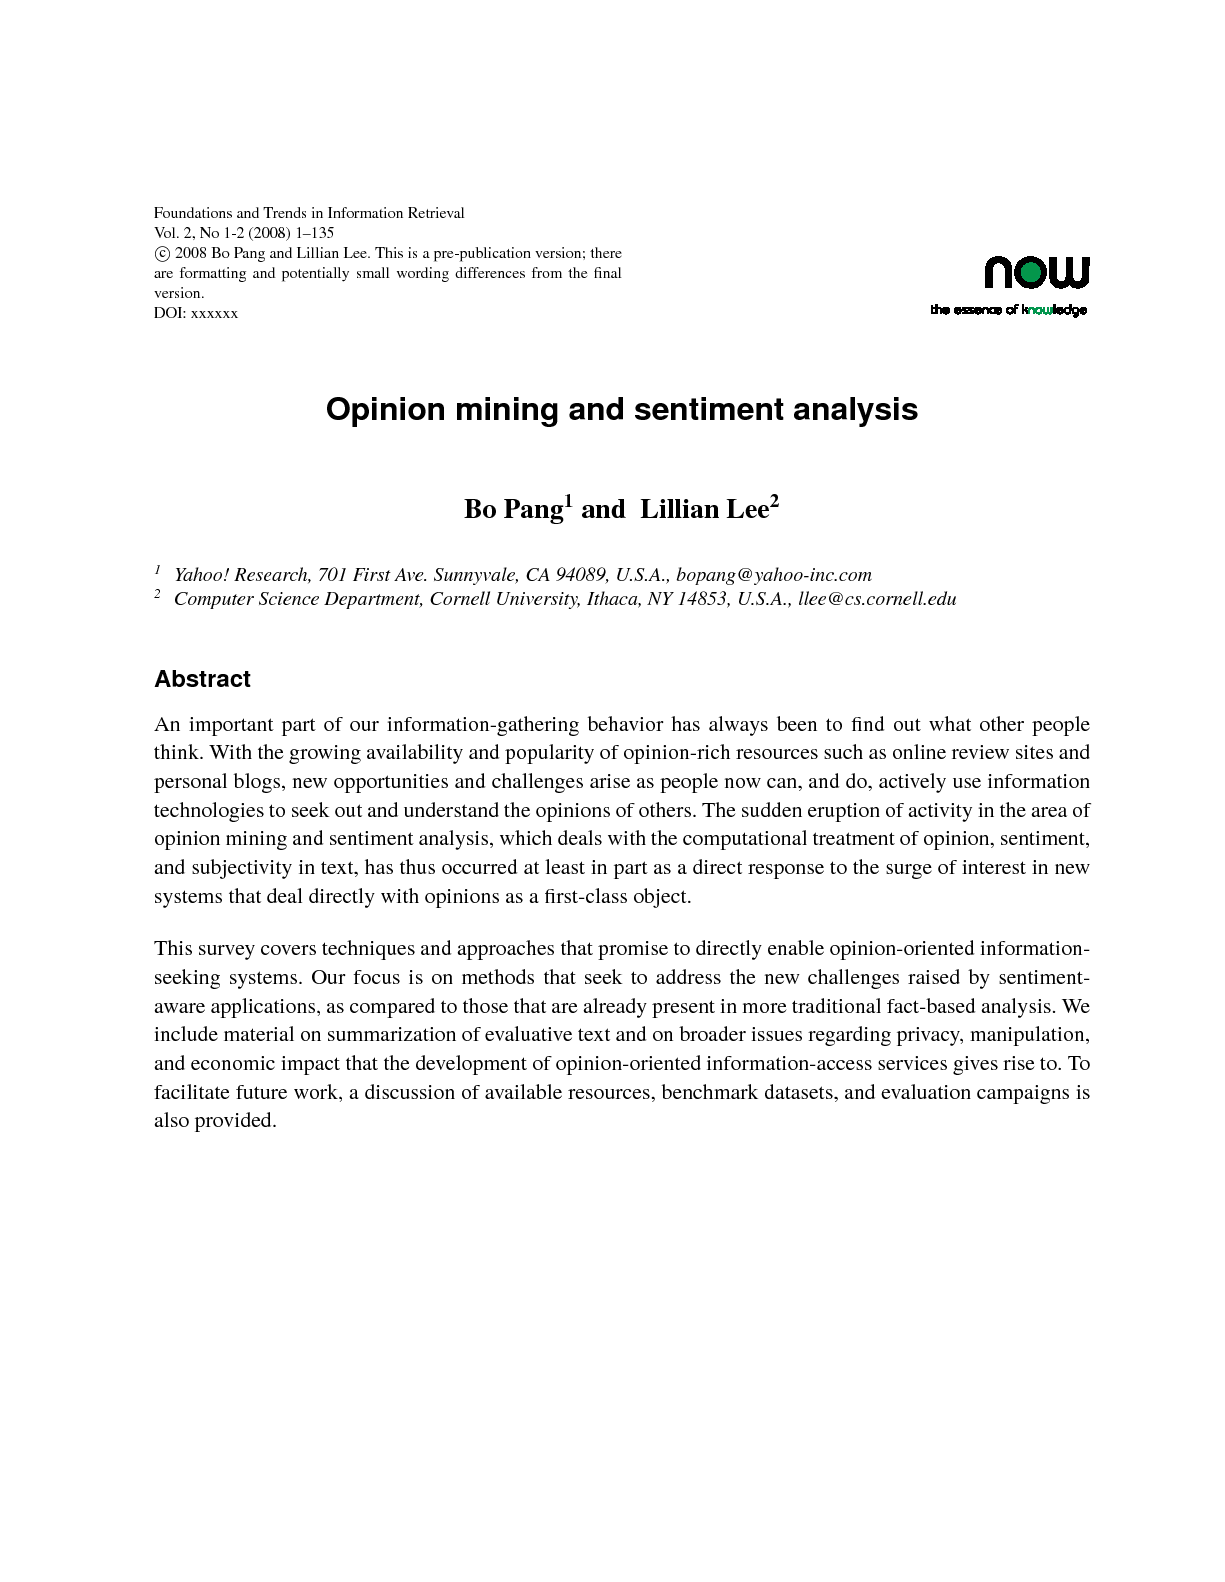 Foundations and Trends in Information Retrieval
Vol. 2, No 1-2 (2008) 1–135
© 2008 Bo Pang and Lillian Lee. This is a pre-publication version; there
are formatting and potentially small wording differences from the final
version.
DOI: xxxxxx
now
the essence of knowledge
Opinion mining and sentiment analysis
Bo Pang1 and Lillian Lee2
1 Yahoo! Research, 701 First Ave. Sunnyvale, CA 94089, U.S.A., bopang@yahoo-inc.com
2 Computer Science Department, Cornell University, Ithaca, NY 14853, U.S.A., llee@cs.cornell.edu
Abstract
An important part of our information-gathering behavior has always been to find out what other people
think. With the growing availability and popularity of opinion-rich resources such as online review sites and
personal blogs, new opportunities and challenges arise as people now can, and do, actively use information
technologies to seek out and understand the opinions of others. The sudden eruption of activity in the area of
opinion mining and sentiment analysis, which deals with the computational treatment of opinion, sentiment,
and subjectivity in text, has thus occurred at least in part as a direct response to the surge of interest in new
systems that deal directly with opinions as a first-class object.
This survey covers techniques and approaches that promise to directly enable opinion-oriented information-
seeking systems. Our focus is on methods that seek to address the new challenges raised by sentiment-
aware applications, as compared to those that are already present in more traditional fact-based analysis. We
include material on summarization of evaluative text and on broader issues regarding privacy, manipulation,
and economic impact that the development of opinion-oriented information-access services gives rise to. To
facilitate future work, a discussion of available resources, benchmark datasets, and evaluation campaigns is
also provided.